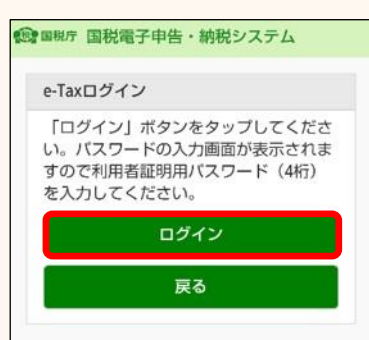 国税庁 国税電子申告・納税システム
e-Taxログイン
「ログイン」ボタンをタップしてくださ
い。パスワードの入力画面が表示されま
すので利用者証明用パスワード（4桁）
を入力してください。
ログイン
戻る